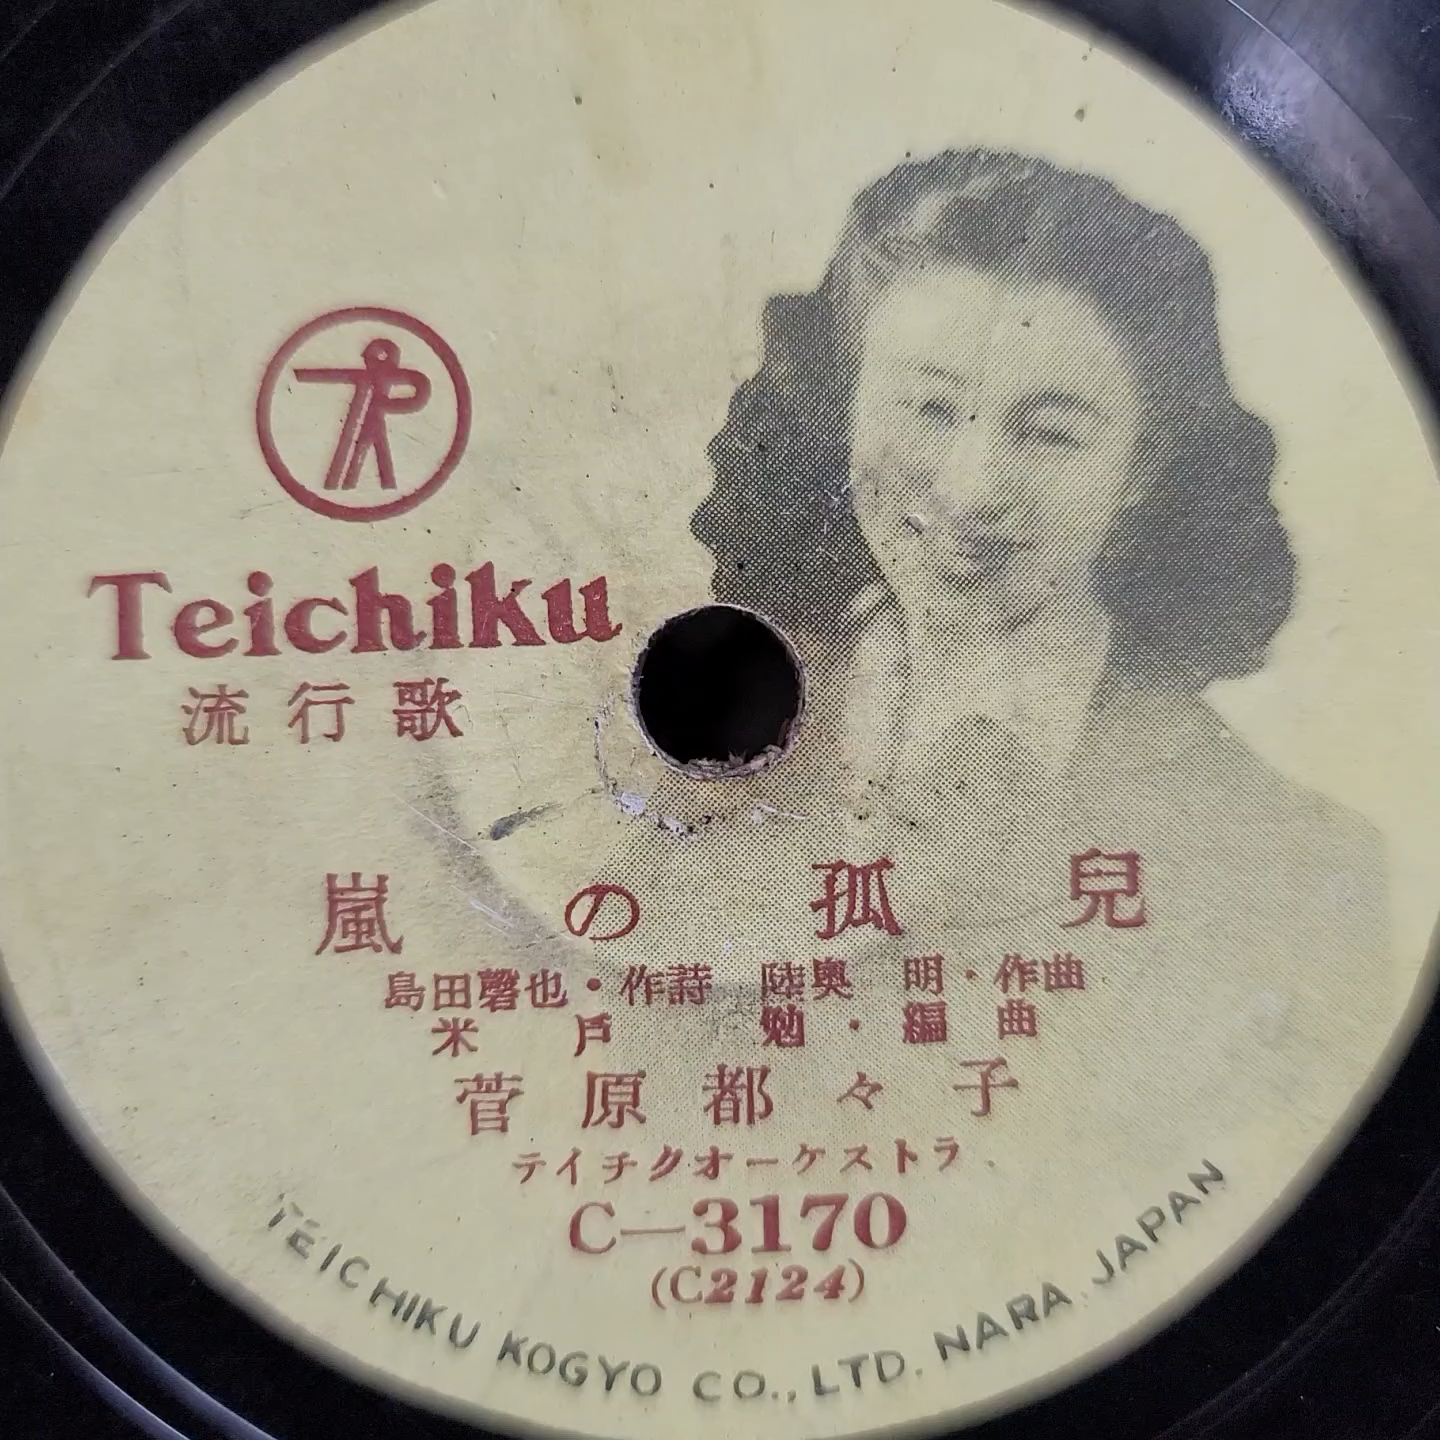 Teichiku
流行歌
嵐の孤兒
島田磬也・作詩 陸奥 明・作曲
米戸 勉・編曲
菅原都々子
テイチクオーケストラ
C—3170
(C2124)
TEICHIKU KOGYO CO., LTD. NARA. JAPAN